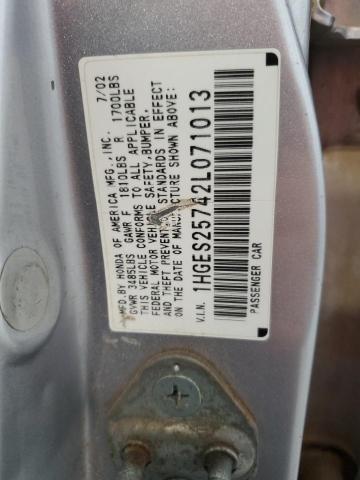 MFD.BY HONDA OF AMERICA MFG.,INC. 7/02
GVWR 3485LBS GAWR F 1810LBS R 1700LBS
THIS VEHICLE CONFORMS TO ALL APPLICABLE
FEDERAL MOTOR VEHICLE SAFETY,BUMPER,
AND THEFT PREVENTION STANDARDS IN EFFECT
ON THE DATE OF MANUFACTURE SHOWN ABOVE:
V.I.N. 1HGES25742L071013
PASSENGER CAR